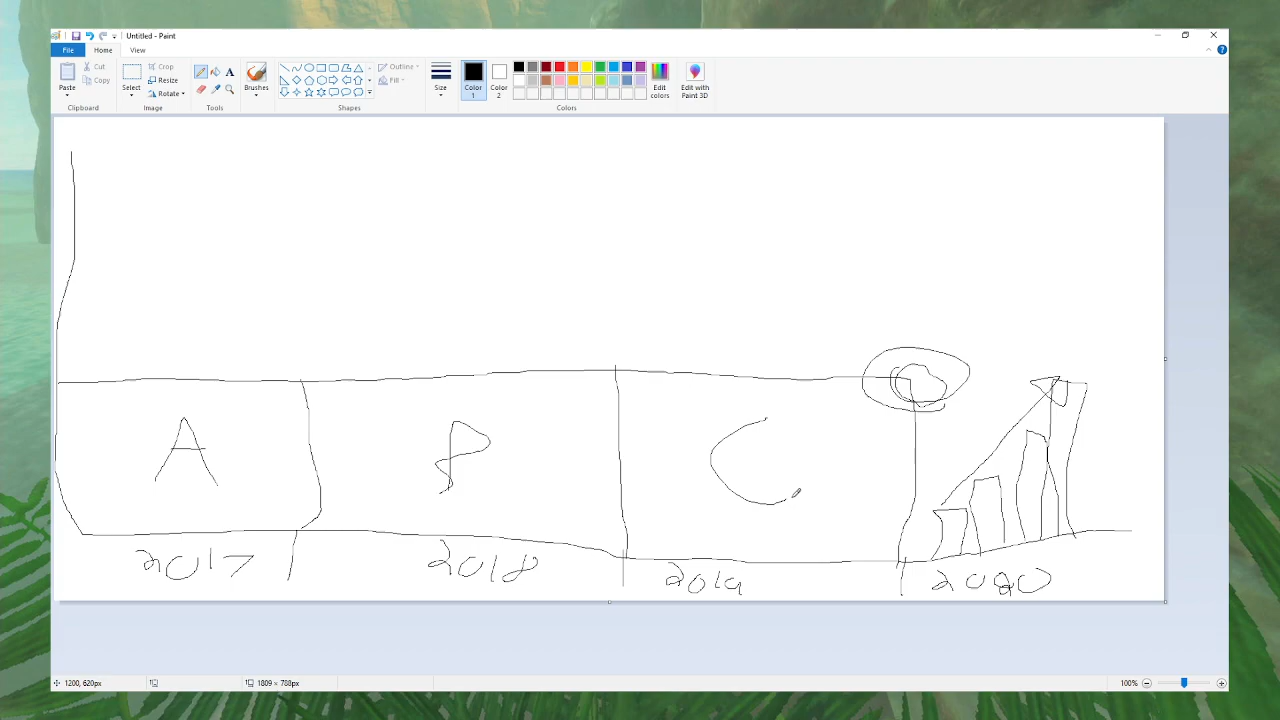 Untitled - Paint
File Home View
Paste
Cut
Copy
Clipboard
Select
Crop
Resize
Rotate
Image
A
Tools
Brushes
Shapes
Outline
Fill
Size
Color 1
Color 2
Edit colors
Edit with Paint 3D
Colors
A
C
2017 2018 2019 2020
1200, 620px
1809 × 788px
100%